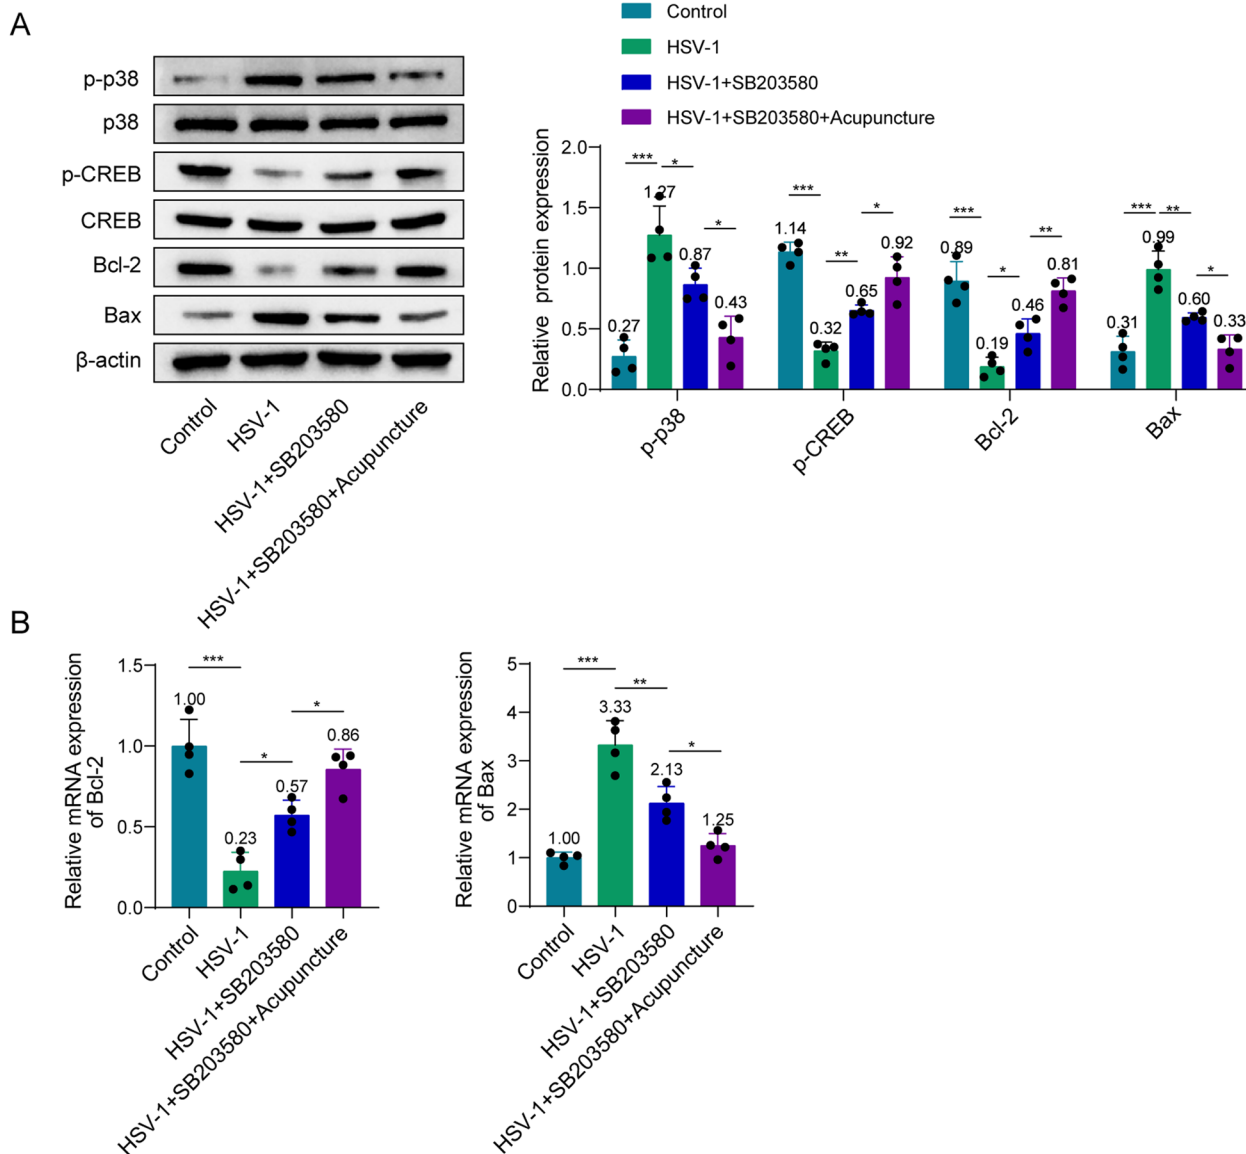 A
p-p38
p38
p-CREB
CREB
Bcl-2
Bax
β-actin
Control
HSV-1
HSV-1+SB203580
HSV-1+SB203580+Acupuncture
Control
HSV-1
HSV-1+SB203580
HSV-1+SB203580+Acupuncture
Relative protein expression
2.0
1.5
1.0
0.5
0.0
*** * *
0.27 1.27 0.87 0.43
*** ** *
1.14 0.32 0.65 0.92
*** * **
0.89 0.19 0.46 0.81
*** ** *
0.31 0.99 0.60 0.33
p-p38
p-CREB
Bcl-2
Bax
B
Relative mRNA expression
of Bcl-2
1.5
1.0
0.5
0.0
*** * *
1.00 0.23 0.57 0.86
Control
HSV-1
HSV-1+SB203580
HSV-1+SB203580+Acupuncture
Relative mRNA expression
of Bax
5
4
3
2
1
0
*** ** *
1.00 3.33 2.13 1.25
Control
HSV-1
HSV-1+SB203580
HSV-1+SB203580+Acupuncture